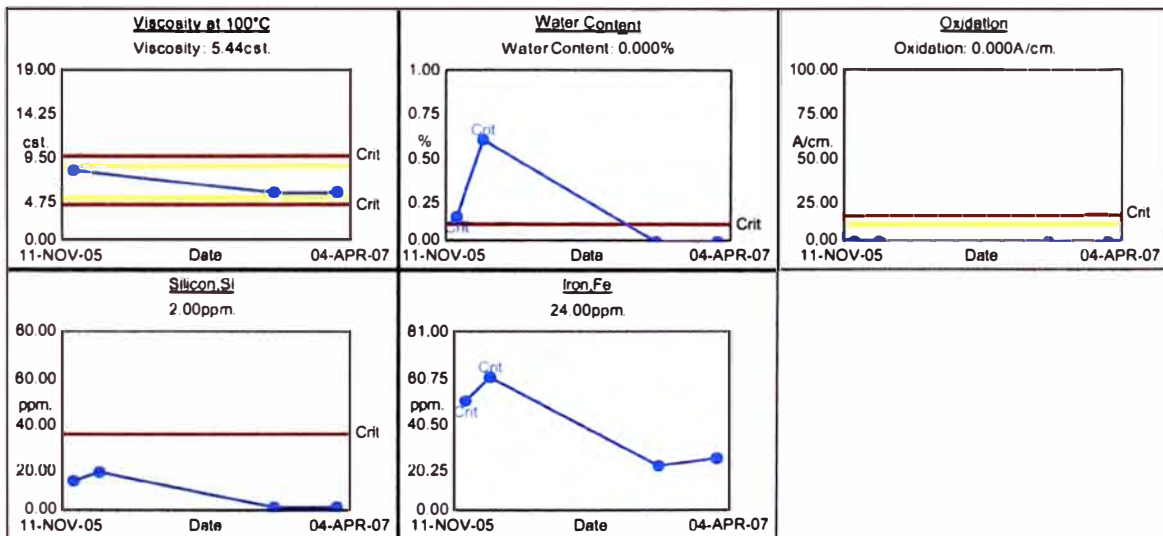 Viscosity at 100°C
Viscosity: 5.44cst.
19.00
14.25
cst.
9.50
Crit
4.75
Crit
0.00
11-NOV-05 Date 04-APR-07
Water Content
Water Content: 0.000%
1.00
0.75
Crit
%
0.50
0.25
Crit
Crit
0.00
11-NOV-05 Date 04-APR-07
Oxidation
Oxidation: 0.000A/cm.
100.00
75.00
A/cm.
50.00
25.00
Crit
0.00
11-NOV-05 Date 04-APR-07
Silicon,Si
2.00ppm.
60.00
60.00
ppm.
40.00
Crit
20.00
0.00
11-NOV-05 Date 04-APR-07
Iron,Fe
24.00ppm.
81.00
60.75
Crit
ppm.
40.50
Crit
20.25
0.00
11-NOV-05 Date 04-APR-07